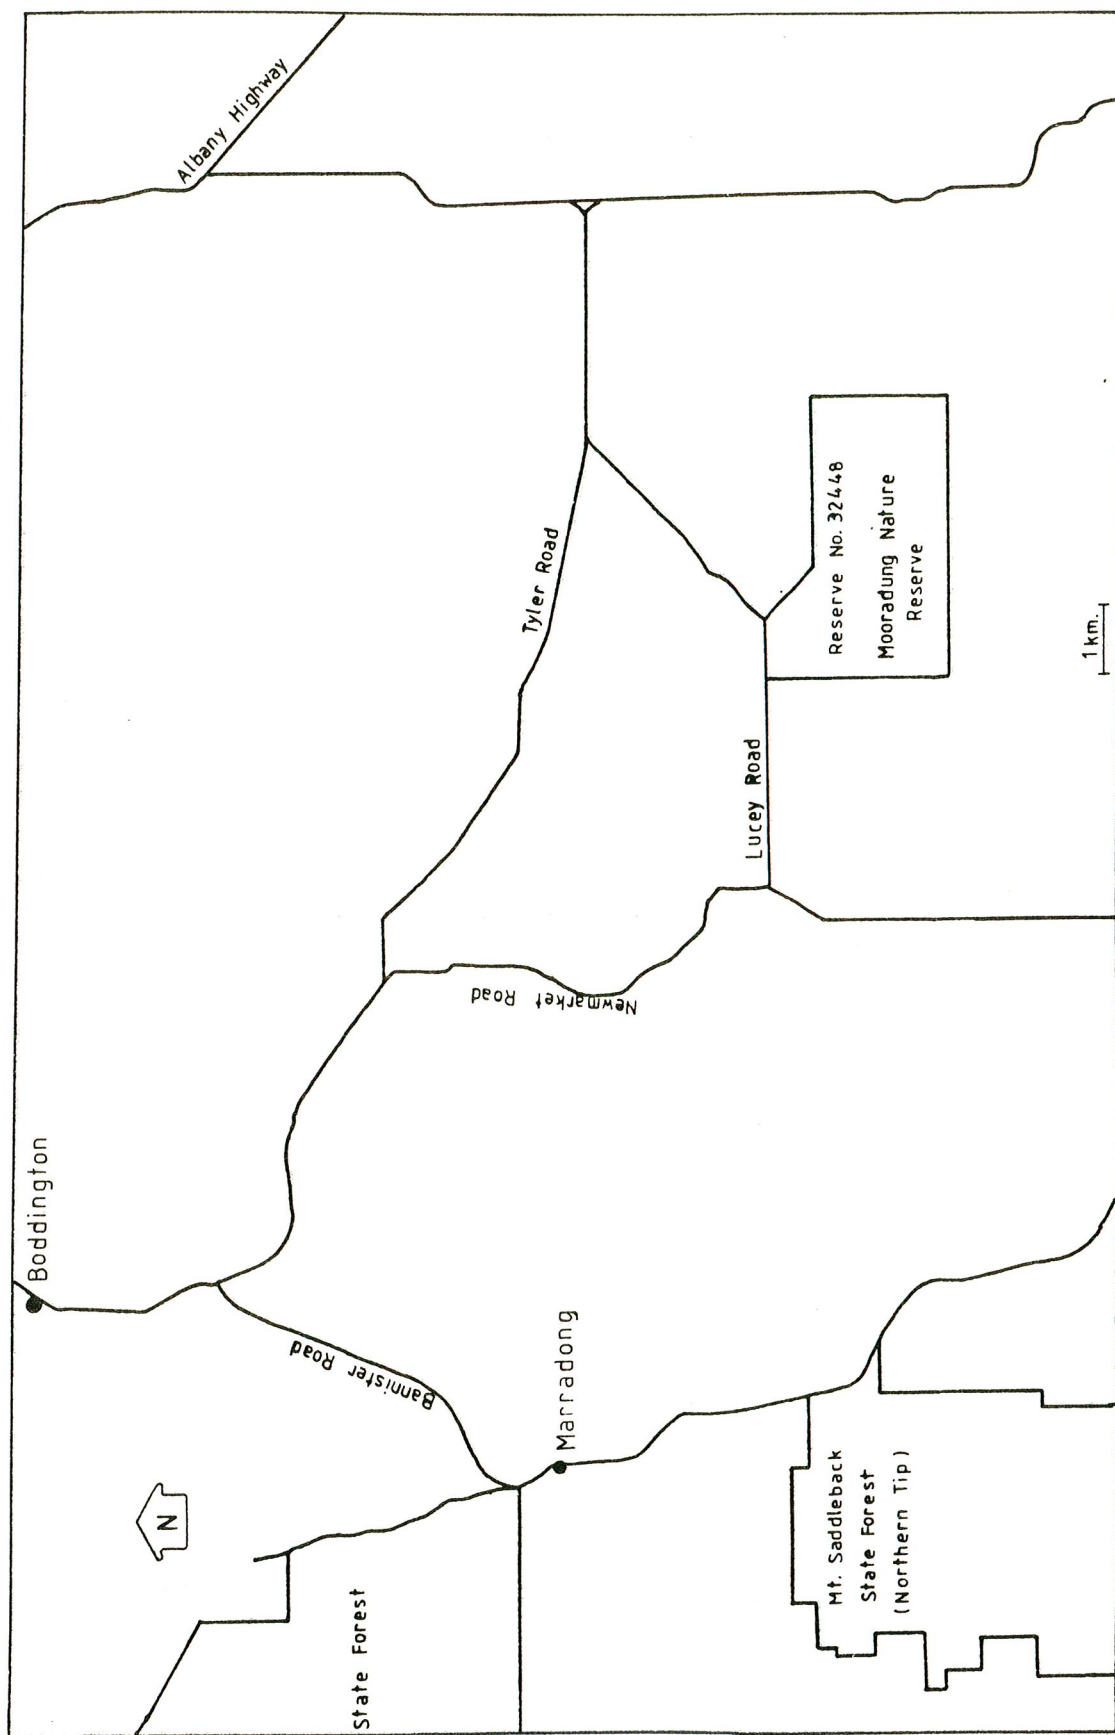 Boddington
Albany Highway
Bannister Road
N
Tyler Road
Newmarket Road
Marradong
State Forest
Lucey Road
Reserve No. 32448
Mooradung Nature
Reserve
Mt. Saddleback
State Forest
(Northern Tip)
1 km.